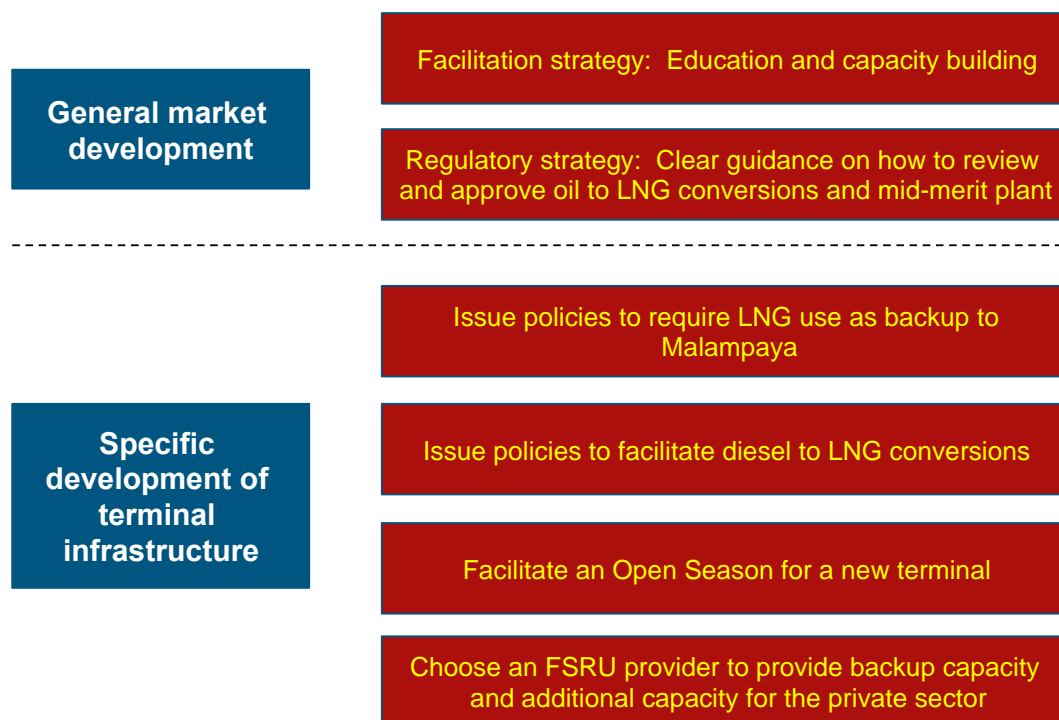 General market
development
Facilitation strategy:  Education and capacity building
Regulatory strategy:  Clear guidance on how to review
and approve oil to LNG conversions and mid-merit plant
Specific
development of
terminal
infrastructure
Issue policies to require LNG use as backup to
Malampaya
Issue policies to facilitate diesel to LNG conversions
Facilitate an Open Season for a new terminal
Choose an FSRU provider to provide backup capacity
and additional capacity for the private sector